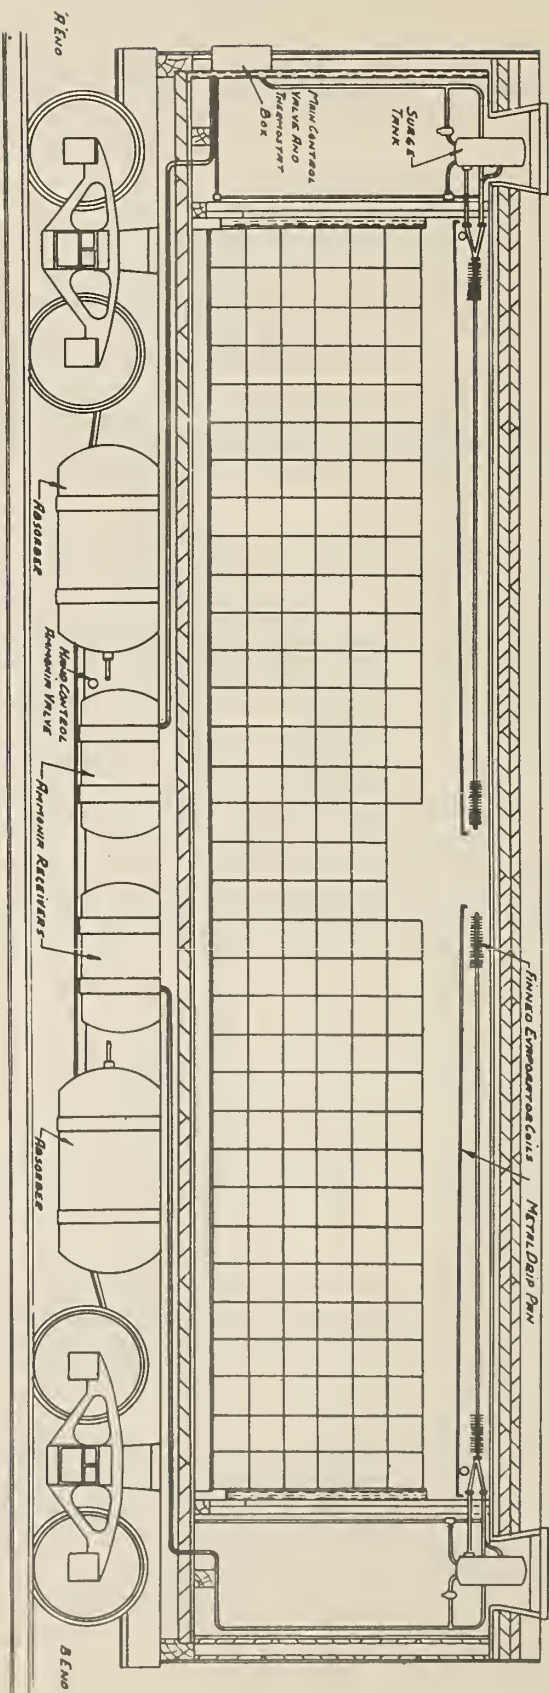 A END
SURGE
TANK
MAIN CONTROL
VALVE AND
THERMOSTAT
BOX
FINNED EVAPORATOR COILS
METAL DRIP PAN
ABSORBER
HAND CONTROL
AMMONIA VALVE
AMMONIA RECEIVERS
ABSORBER
B END